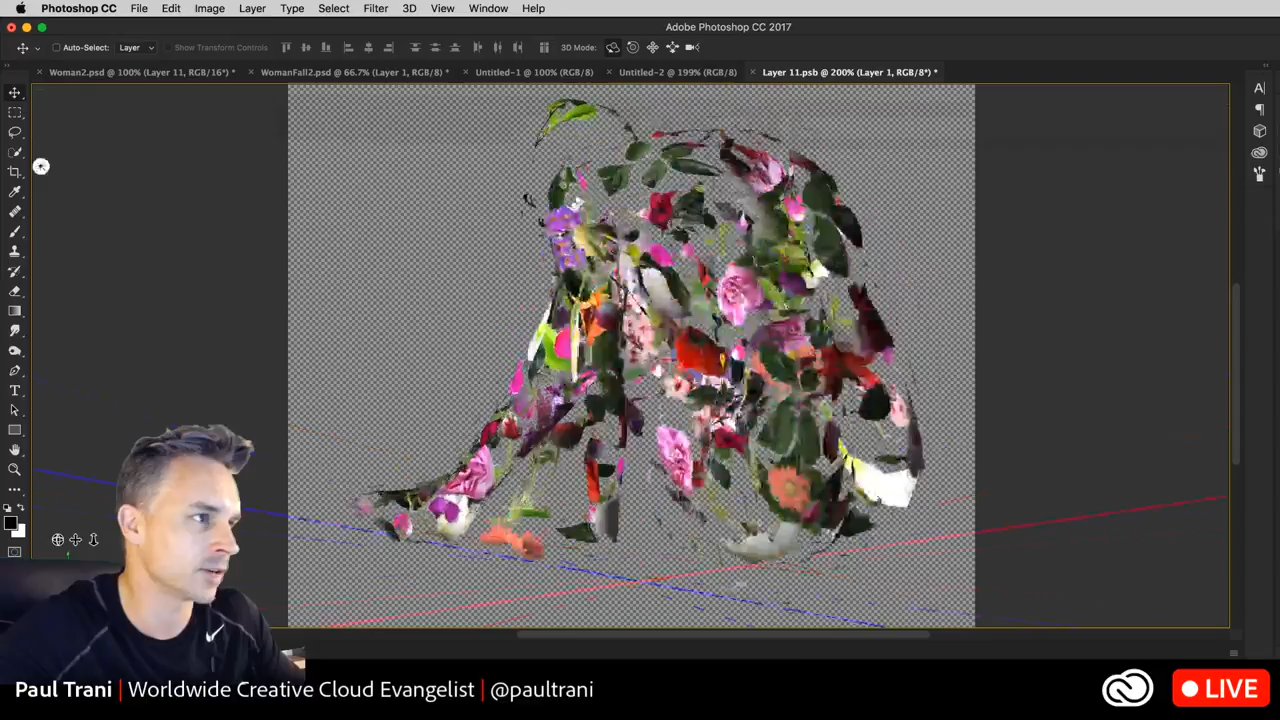 Photoshop CC File Edit Image Layer Type Select Filter 3D View Window Help
Adobe Photoshop CC 2017
Auto-Select: Layer Show Transform Controls 3D Mode:
Woman2.psd @ 100% (Layer 11, RGB/16*) * WomanFall2.psd @ 66.7% (Layer 1, RGB/8) * Untitled-1 @ 100% (RGB/8) Untitled-2 @ 199% (RGB/8) Layer 11.psb @ 200% (Layer 1, RGB/8*) *
Paul Trani | Worldwide Creative Cloud Evangelist | @paultrani
LIVE